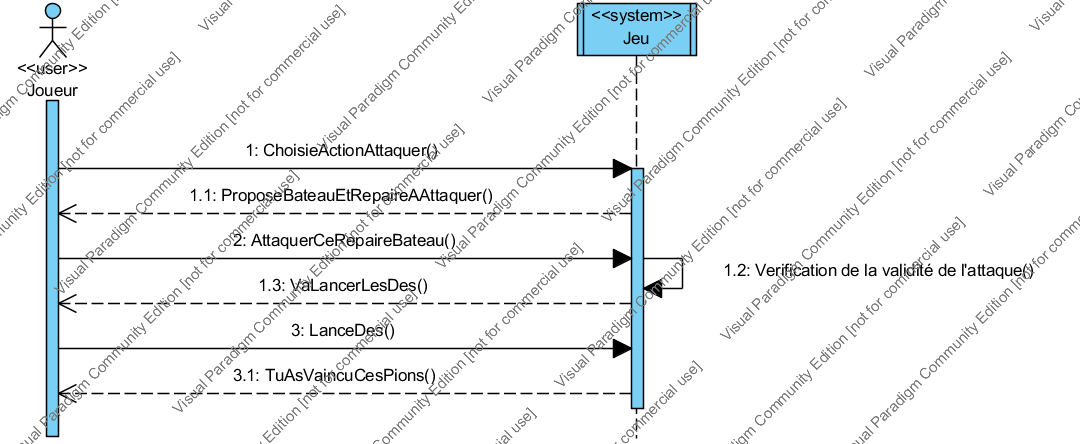 <<user>>
Joueur
<<system>>
Jeu
1: ChoisieActionAttaquer()
1.1: ProposeBateauEtRepaireAAttaquer()
2: AttaquerCeRepaireBateau()
1.2: Verification de la validité de l'attaque()
1.3: VaLancerLesDes()
3: LanceDes()
3.1: TuAsVaincuCesPions()
Visual Paradigm Community Edition [not for commercial use]